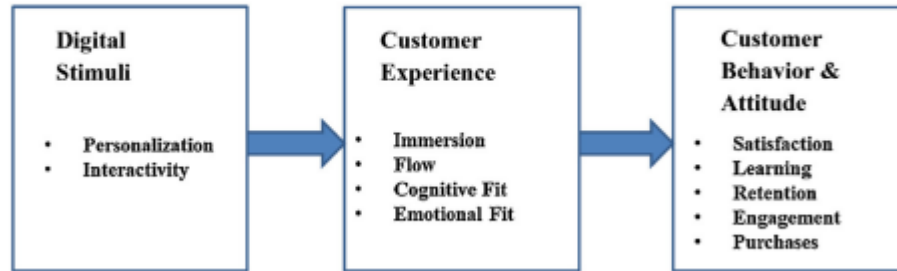 Digital
Stimuli
• Personalization
• Interactivity
Customer
Experience
• Immersion
• Flow
• Cognitive Fit
• Emotional Fit
Customer
Behavior &
Attitude
• Satisfaction
• Learning
• Retention
• Engagement
• Purchases